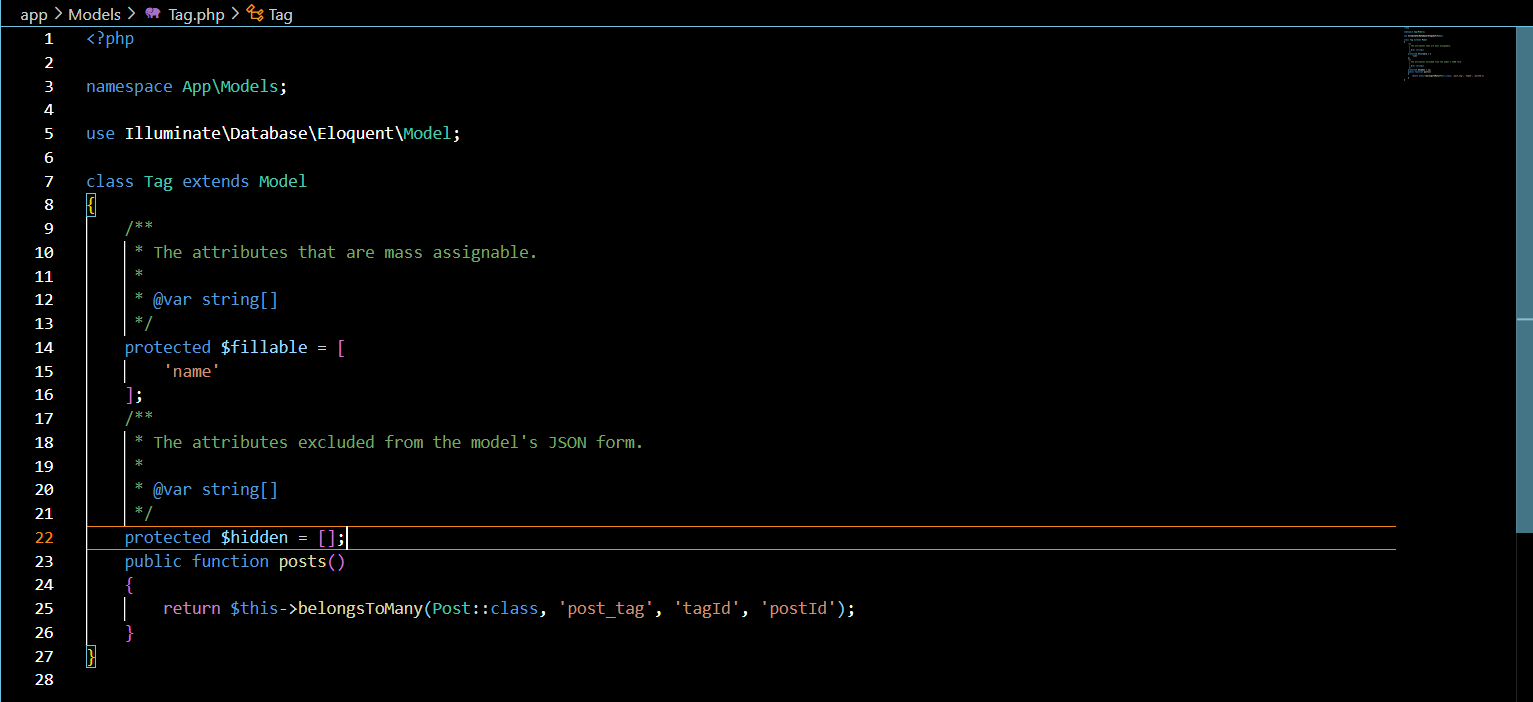 app > Models > Tag.php > Tag
1 <?php
2
3 namespace App\Models;
4
5 use Illuminate\Database\Eloquent\Model;
6
7 class Tag extends Model
8 {
9     /**
10      * The attributes that are mass assignable.
11      *
12      * @var string[]
13      */
14     protected $fillable = [
15         'name'
16     ];
17     /**
18      * The attributes excluded from the model's JSON form.
19      *
20      * @var string[]
21      */
22     protected $hidden = [];
23     public function posts()
24     {
25         return $this->belongsToMany(Post::class, 'post_tag', 'tagId', 'postId');
26     }
27 }
28